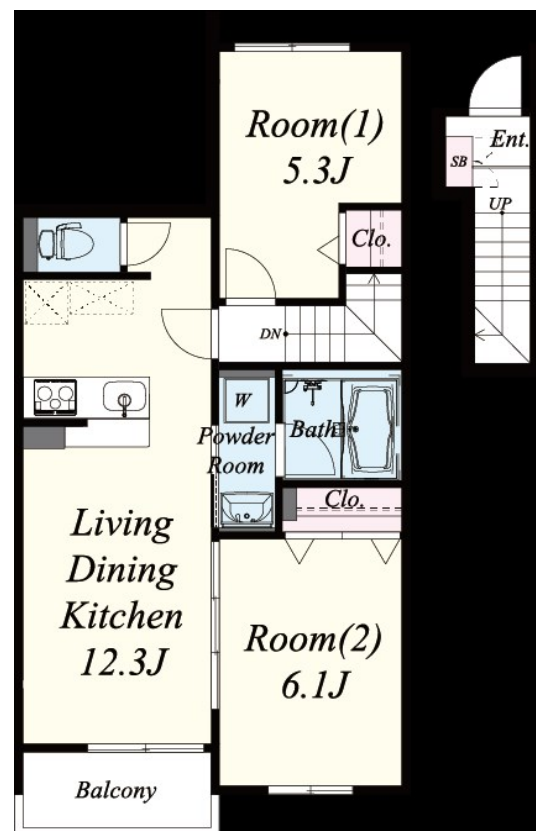 Room(1)
5.3J
Ent.
SB
UP
Clo.
DN
W
Powder
Room
Bath
Clo.
Living
Dining
Kitchen
12.3J
Room(2)
6.1J
Balcony